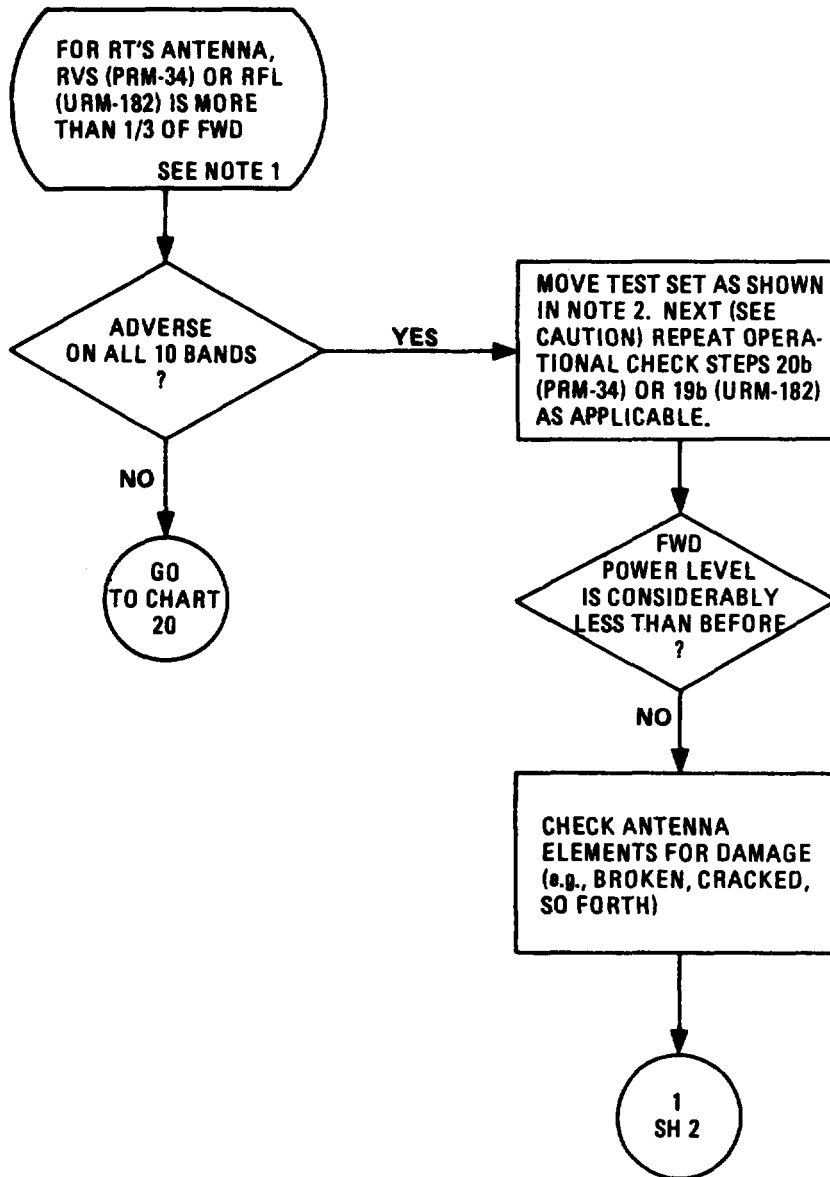 FOR RT'S ANTENNA,
RVS (PRM-34) OR RFL
(URM-182) IS MORE
THAN 1/3 OF FWD
SEE NOTE 1
ADVERSE
ON ALL 10 BANDS
?
YES
NO
GO
TO CHART
20
MOVE TEST SET AS SHOWN
IN NOTE 2. NEXT (SEE
CAUTION) REPEAT OPERA-
TIONAL CHECK STEPS 20b
(PRM-34) OR 19b (URM-182)
AS APPLICABLE.
FWD
POWER LEVEL
IS CONSIDERABLY
LESS THAN BEFORE
?
NO
CHECK ANTENNA
ELEMENTS FOR DAMAGE
(e.g., BROKEN, CRACKED,
SO FORTH)
1
SH 2